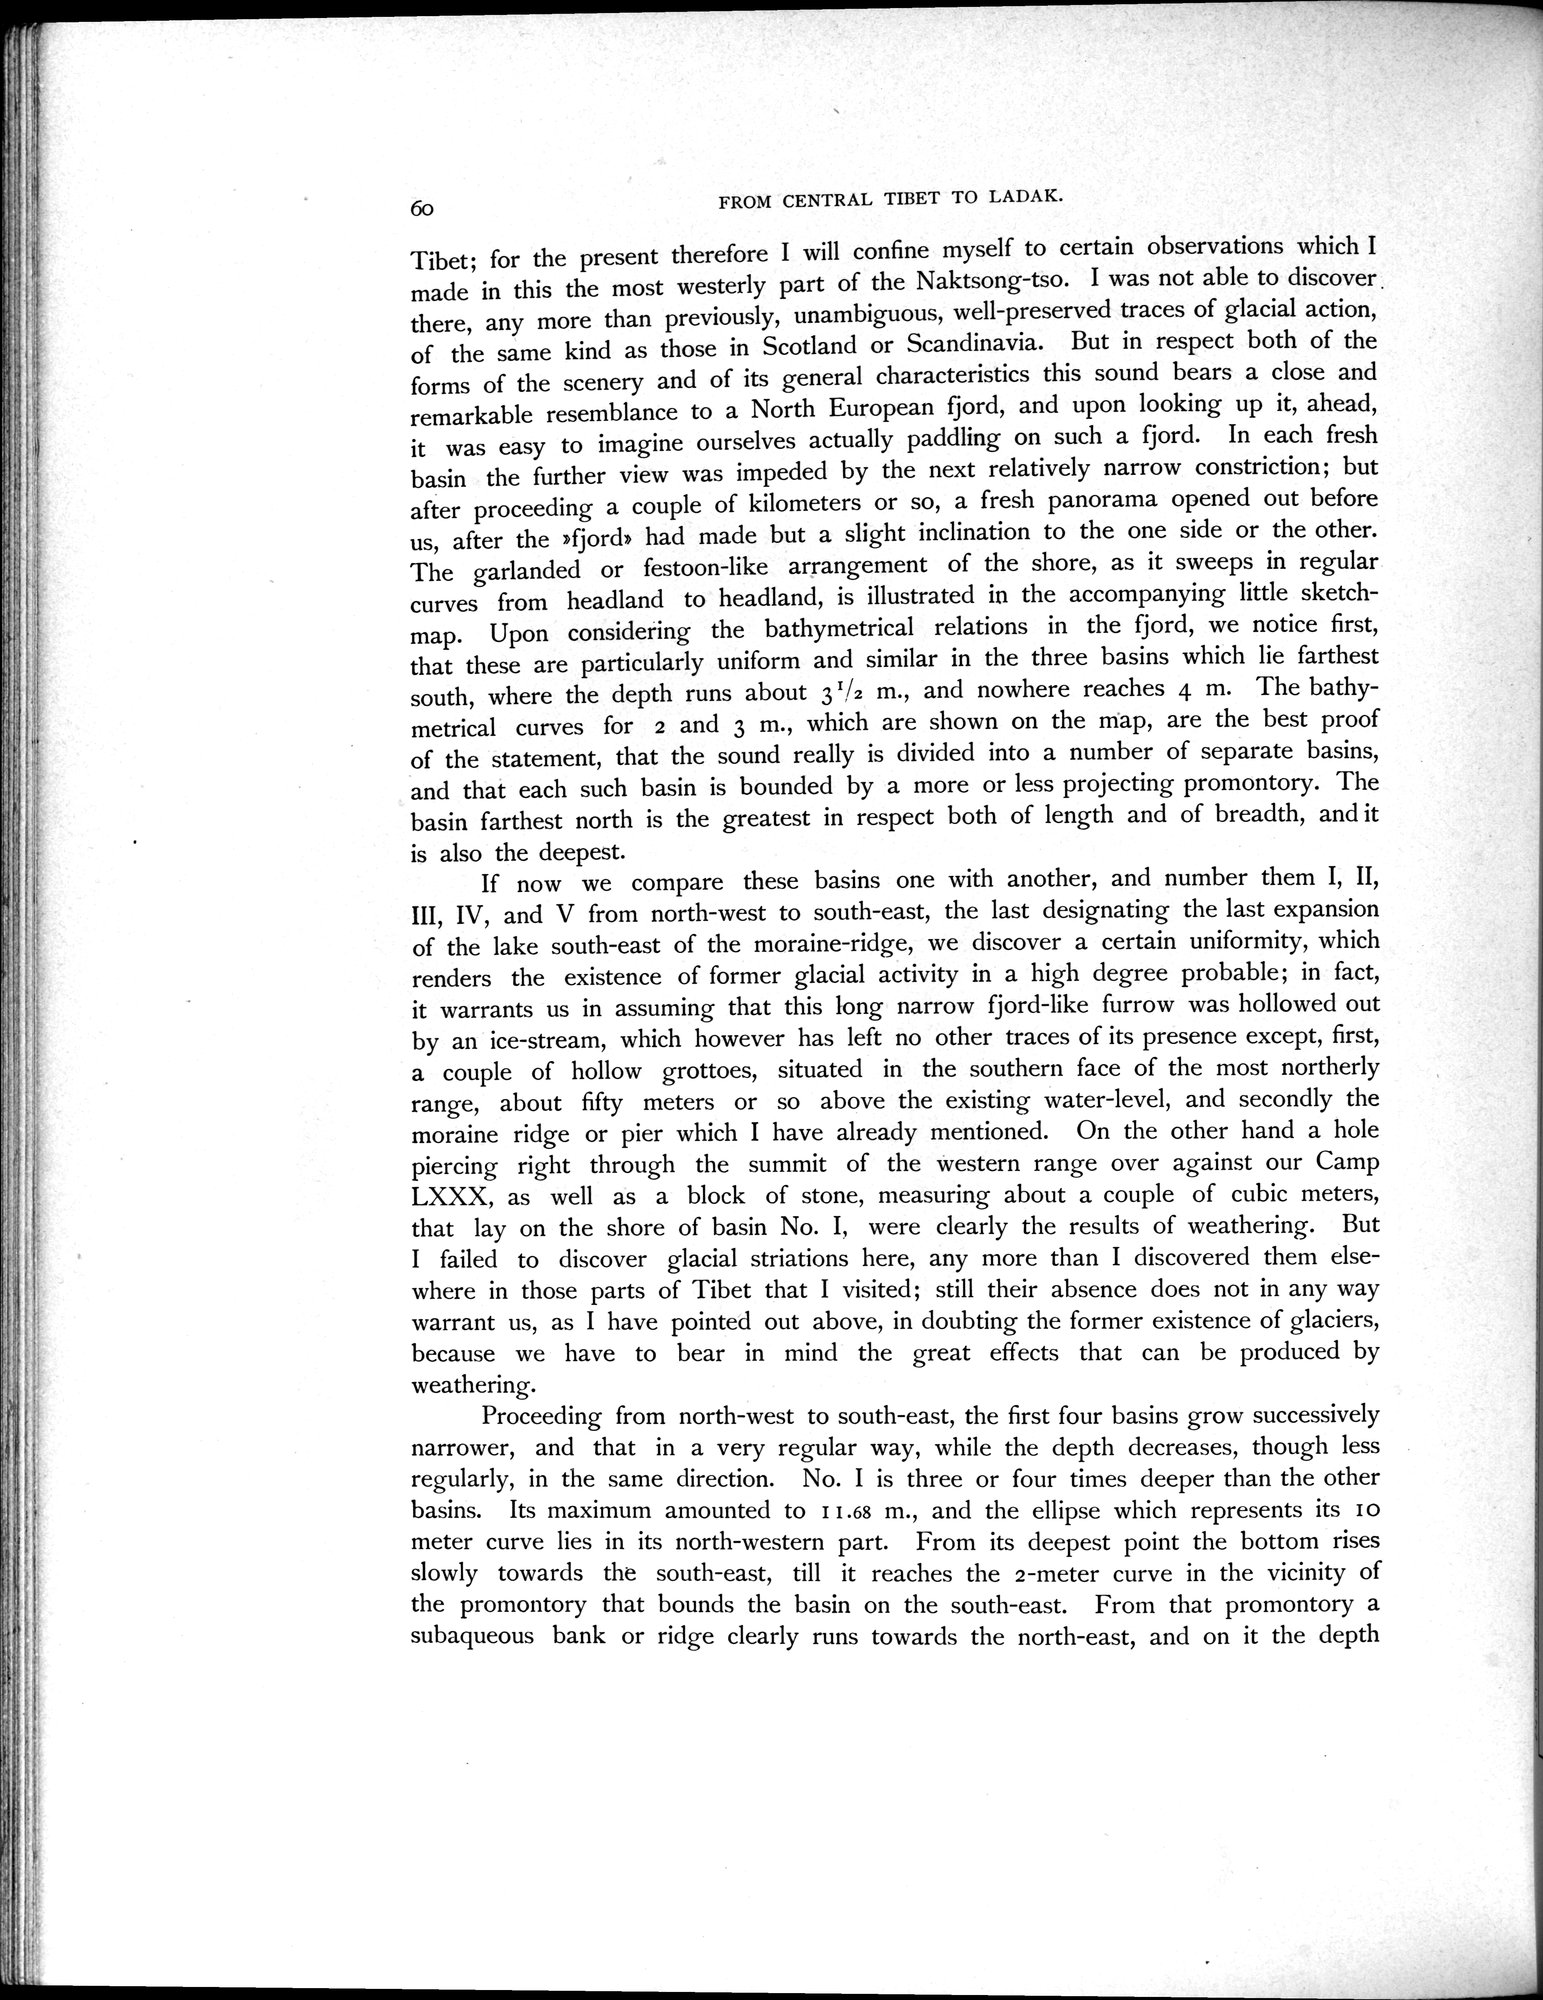 60
FROM CENTRAL TIBET TO LADAK.
Tibet; for the present therefore I will confine myself to certain observations which I
made in this the most westerly part of the Naktsong-tso. I was not able to discover
there, any more than previously, unambiguous, well-preserved traces of glacial action,
of the same kind as those in Scotland or Scandinavia. But in respect both of the
forms of the scenery and of its general characteristics this sound bears a close and
remarkable resemblance to a North European fjord, and upon looking up it, ahead,
it was easy to imagine ourselves actually paddling on such a fjord. In each fresh
basin the further view was impeded by the next relatively narrow constriction; but
after proceeding a couple of kilometers or so, a fresh panorama opened out before
us, after the »fjord» had made but a slight inclination to the one side or the other.
The garlanded or festoon-like arrangement of the shore, as it sweeps in regular
curves from headland to headland, is illustrated in the accompanying little sketch-
map. Upon considering the bathymetrical relations in the fjord, we notice first,
that these are particularly uniform and similar in the three basins which lie farthest
south, where the depth runs about 3 1/2 m., and nowhere reaches 4 m. The bathy-
metrical curves for 2 and 3 m., which are shown on the map, are the best proof
of the statement, that the sound really is divided into a number of separate basins,
and that each such basin is bounded by a more or less projecting promontory. The
basin farthest north is the greatest in respect both of length and of breadth, and it
is also the deepest.
If now we compare these basins one with another, and number them I, II,
III, IV, and V from north-west to south-east, the last designating the last expansion
of the lake south-east of the moraine-ridge, we discover a certain uniformity, which
renders the existence of former glacial activity in a high degree probable; in fact,
it warrants us in assuming that this long narrow fjord-like furrow was hollowed out
by an ice-stream, which however has left no other traces of its presence except, first,
a couple of hollow grottoes, situated in the southern face of the most northerly
range, about fifty meters or so above the existing water-level, and secondly the
moraine ridge or pier which I have already mentioned. On the other hand a hole
piercing right through the summit of the western range over against our Camp
LXXX, as well as a block of stone, measuring about a couple of cubic meters,
that lay on the shore of basin No. I, were clearly the results of weathering. But
I failed to discover glacial striations here, any more than I discovered them else-
where in those parts of Tibet that I visited; still their absence does not in any way
warrant us, as I have pointed out above, in doubting the former existence of glaciers,
because we have to bear in mind the great effects that can be produced by
weathering.
Proceeding from north-west to south-east, the first four basins grow successively
narrower, and that in a very regular way, while the depth decreases, though less
regularly, in the same direction. No. I is three or four times deeper than the other
basins. Its maximum amounted to 11.68 m., and the ellipse which represents its 10
meter curve lies in its north-western part. From its deepest point the bottom rises
slowly towards the south-east, till it reaches the 2-meter curve in the vicinity of
the promontory that bounds the basin on the south-east. From that promontory a
subaqueous bank or ridge clearly runs towards the north-east, and on it the depth